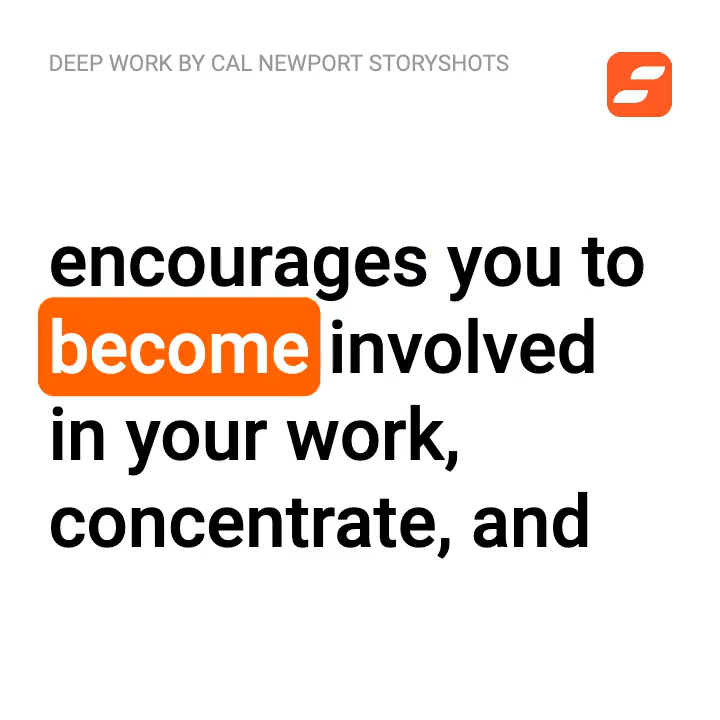 DEEP WORK BY CAL NEWPORT STORYSHOTS
encourages you to
become involved
in your work,
concentrate, and